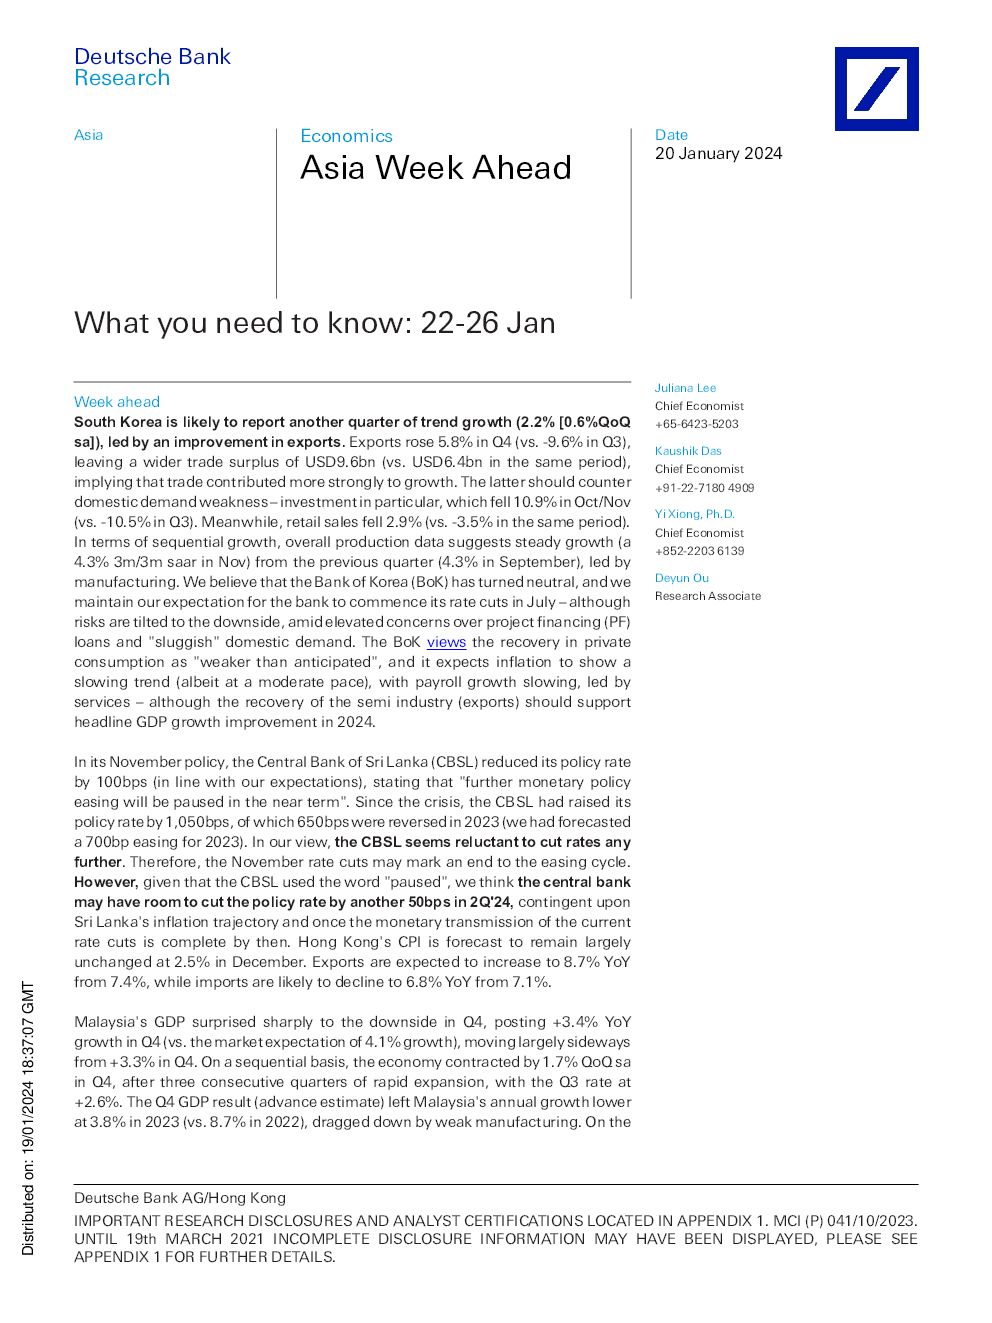 Deutsche Bank
Research
Asia
Economics
Asia Week Ahead
Date
20 January 2024
What you need to know: 22-26 Jan
Week ahead
South Korea is likely to report another quarter of trend growth (2.2% [0.6%QoQ
sa]), led by an improvement in exports. Exports rose 5.8% in Q4 (vs. -9.6% in Q3),
leaving a wider trade surplus of USD9.6bn (vs. USD6.4bn in the same period),
implying that trade contributed more strongly to growth. The latter should counter
domestic demand weakness – investment in particular, which fell 10.9% in Oct/Nov
(vs. -10.5% in Q3). Meanwhile, retail sales fell 2.9% (vs. -3.5% in the same period).
In terms of sequential growth, overall production data suggests steady growth (a
4.3% 3m/3m saar in Nov) from the previous quarter (4.3% in September), led by
manufacturing. We believe that the Bank of Korea (BoK) has turned neutral, and we
maintain our expectation for the bank to commence its rate cuts in July – although
risks are tilted to the downside, amid elevated concerns over project financing (PF)
loans and "sluggish" domestic demand. The BoK views the recovery in private
consumption as "weaker than anticipated", and it expects inflation to show a
slowing trend (albeit at a moderate pace), with payroll growth slowing, led by
services – although the recovery of the semi industry (exports) should support
headline GDP growth improvement in 2024.
In its November policy, the Central Bank of Sri Lanka (CBSL) reduced its policy rate
by 100bps (in line with our expectations), stating that "further monetary policy
easing will be paused in the near term". Since the crisis, the CBSL had raised its
policy rate by 1,050bps, of which 650bps were reversed in 2023 (we had forecasted
a 700bp easing for 2023). In our view, the CBSL seems reluctant to cut rates any
further. Therefore, the November rate cuts may mark an end to the easing cycle.
However, given that the CBSL used the word "paused", we think the central bank
may have room to cut the policy rate by another 50bps in 2Q'24, contingent upon
Sri Lanka's inflation trajectory and once the monetary transmission of the current
rate cuts is complete by then. Hong Kong's CPI is forecast to remain largely
unchanged at 2.5% in December. Exports are expected to increase to 8.7% YoY
from 7.4%, while imports are likely to decline to 6.8% YoY from 7.1%.
Malaysia's GDP surprised sharply to the downside in Q4, posting +3.4% YoY
growth in Q4 (vs. the market expectation of 4.1% growth), moving largely sideways
from +3.3% in Q4. On a sequential basis, the economy contracted by 1.7% QoQ sa
in Q4, after three consecutive quarters of rapid expansion, with the Q3 rate at
+2.6%. The Q4 GDP result (advance estimate) left Malaysia's annual growth lower
at 3.8% in 2023 (vs. 8.7% in 2022), dragged down by weak manufacturing. On the
Juliana Lee
Chief Economist
+65-6423-5203
Kaushik Das
Chief Economist
+91-22-7180 4909
Yi Xiong, Ph.D.
Chief Economist
+852-2203 6139
Deyun Ou
Research Associate
Distributed on: 19/01/2024 18:37:07 GMT
Deutsche Bank AG/Hong Kong
IMPORTANT RESEARCH DISCLOSURES AND ANALYST CERTIFICATIONS LOCATED IN APPENDIX 1. MCI (P) 041/10/2023.
UNTIL 19th MARCH 2021 INCOMPLETE DISCLOSURE INFORMATION MAY HAVE BEEN DISPLAYED, PLEASE SEE
APPENDIX 1 FOR FURTHER DETAILS.